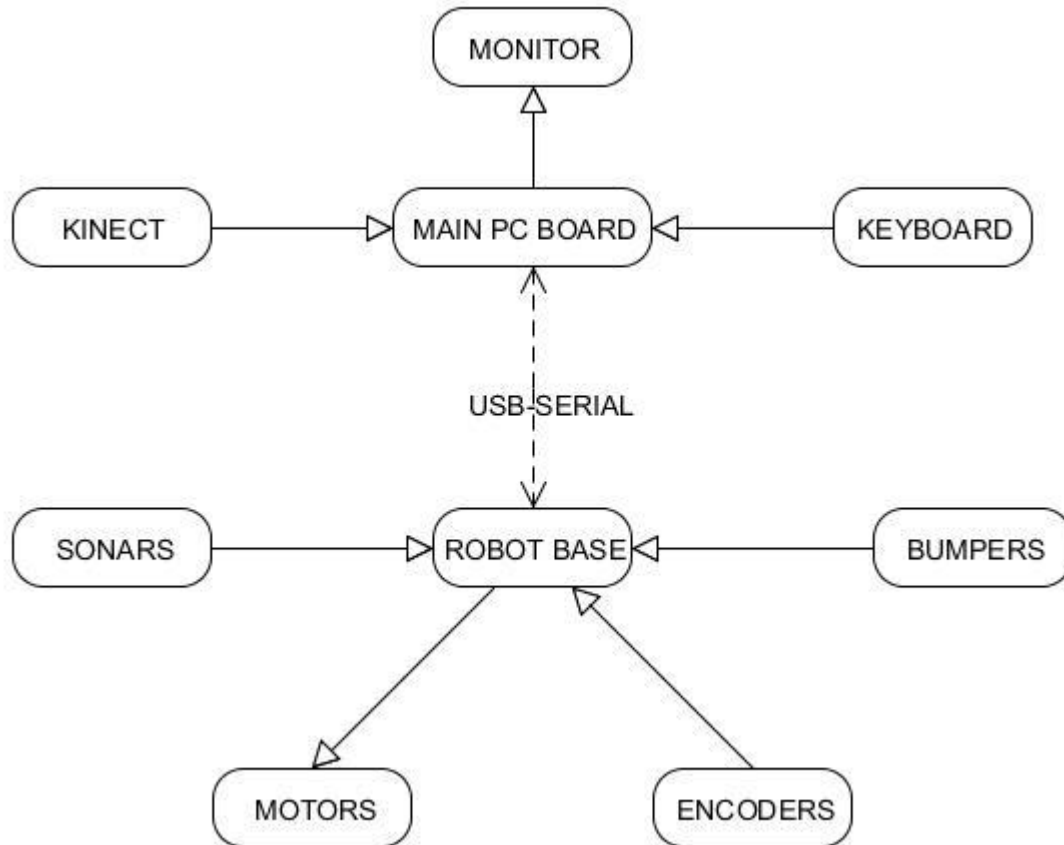 MONITOR
KINECT
MAIN PC BOARD
KEYBOARD
USB-SERIAL
SONARS
ROBOT BASE
BUMPERS
MOTORS
ENCODERS